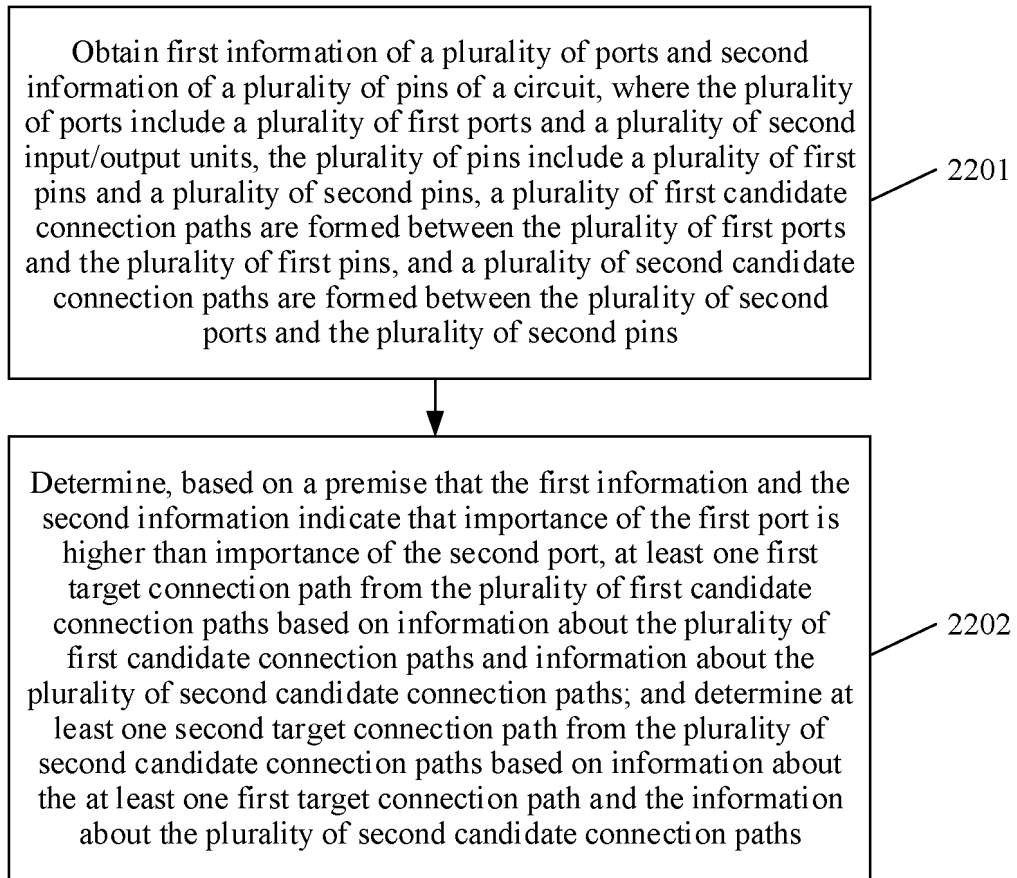 Obtain first information of a plurality of ports and second
information of a plurality of pins of a circuit, where the plurality
of ports include a plurality of first ports and a plurality of second
input/output units, the plurality of pins include a plurality of first
pins and a plurality of second pins, a plurality of first candidate
connection paths are formed between the plurality of first ports
and the plurality of first pins, and a plurality of second candidate
connection paths are formed between the plurality of second
ports and the plurality of second pins
2201
Determine, based on a premise that the first information and the
second information indicate that importance of the first port is
higher than importance of the second port, at least one first
target connection path from the plurality of first candidate
connection paths based on information about the plurality of
first candidate connection paths and information about the
plurality of second candidate connection paths; and determine at
least one second target connection path from the plurality of
second candidate connection paths based on information about
the at least one first target connection path and the information
about the plurality of second candidate connection paths
2202